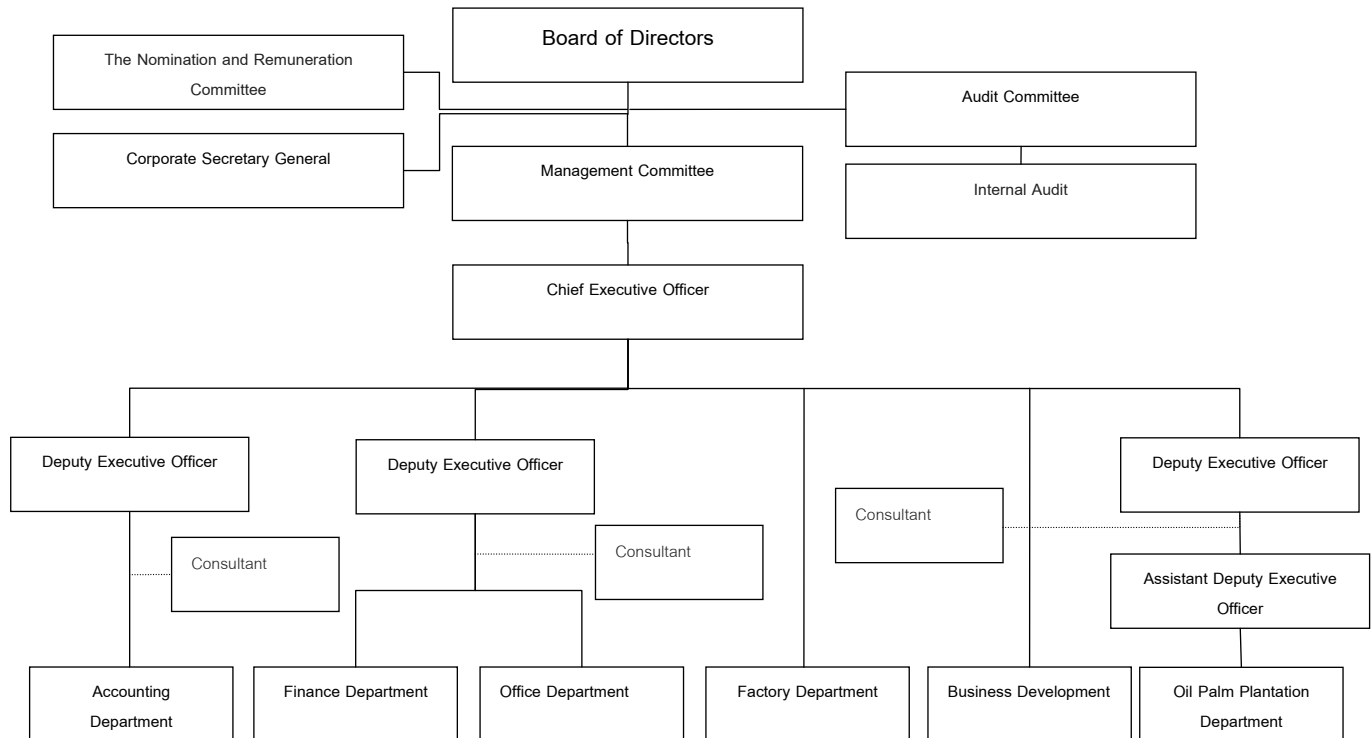 Board of Directors
The Nomination and Remuneration
Committee
Audit Committee
Corporate Secretary General
Management Committee
Internal Audit
Chief Executive Officer
Deputy Executive Officer
Deputy Executive Officer
Deputy Executive Officer
Consultant
Consultant
Consultant
Assistant Deputy Executive
Officer
Accounting
Department
Finance Department
Office Department
Factory Department
Business Development
Oil Palm Plantation
Department